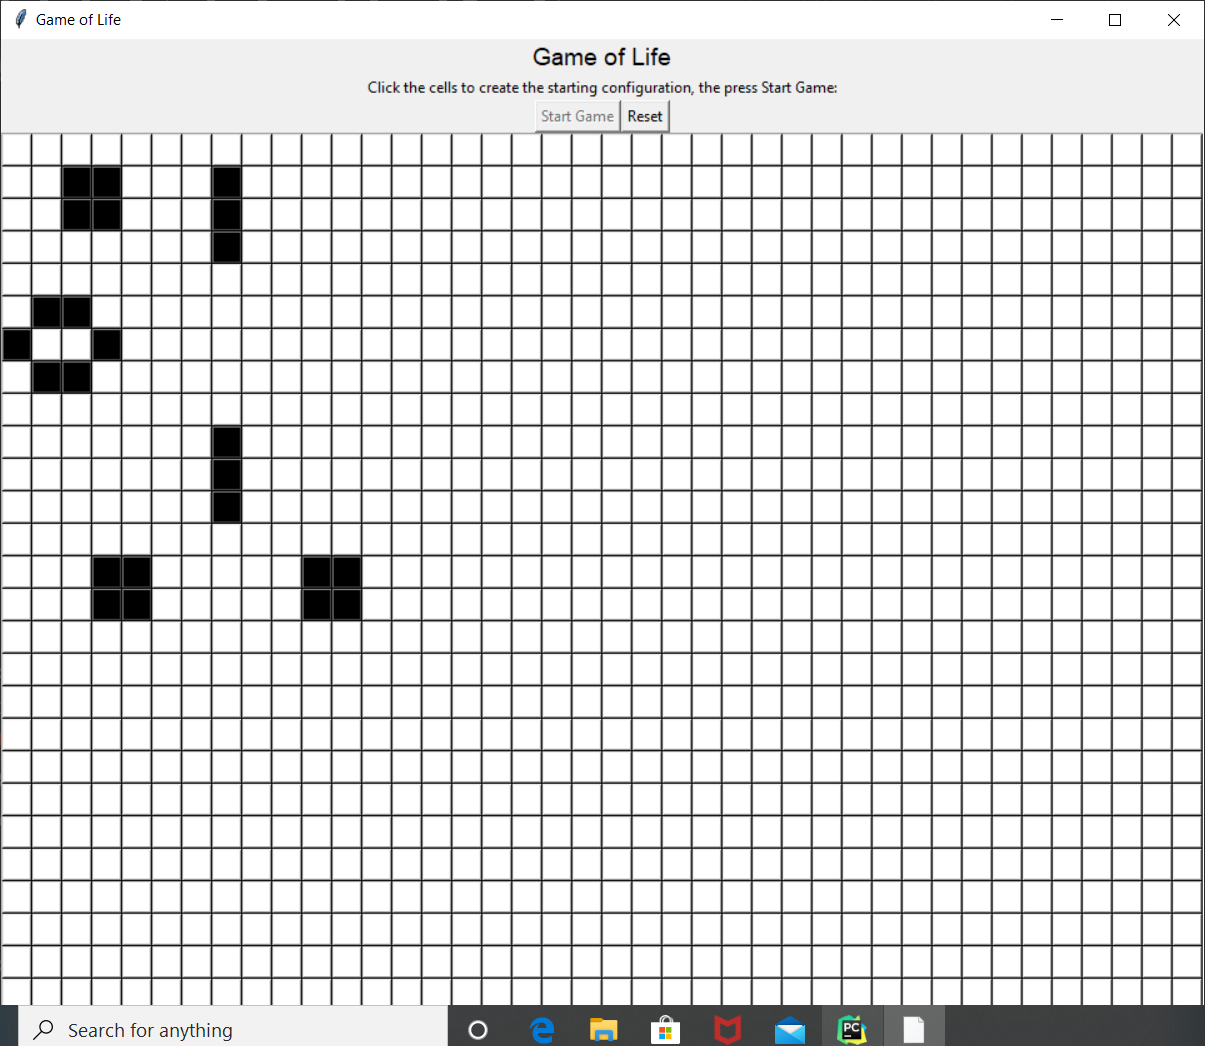 Game of Life
Game of Life
Click the cells to create the starting configuration, the press Start Game:
Start Game Reset
Search for anything
PC